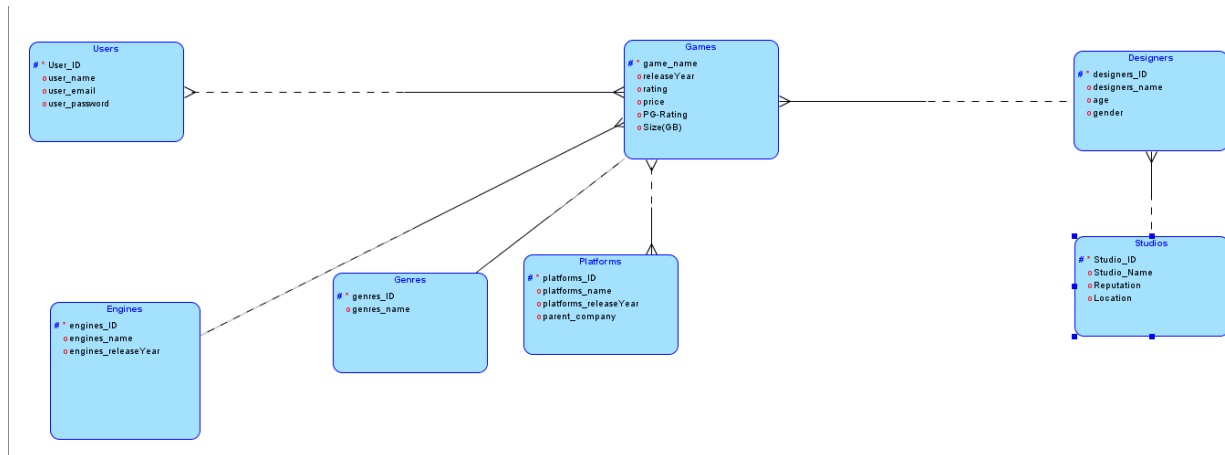 Users
# * User_ID
o user_name
o user_email
o user_password
Games
# * game_name
o releaseYear
o rating
o price
o PG-Rating
o Size(GB)
Designers
# * designers_ID
o designers_name
o age
o gender
Engines
# * engines_ID
o engines_name
o engines_releaseYear
Genres
# * genres_ID
o genres_name
Platforms
# * platforms_ID
o platforms_name
o platforms_releaseYear
o parent_company
Studios
# * Studio_ID
o Studio_Name
o Reputation
o Location